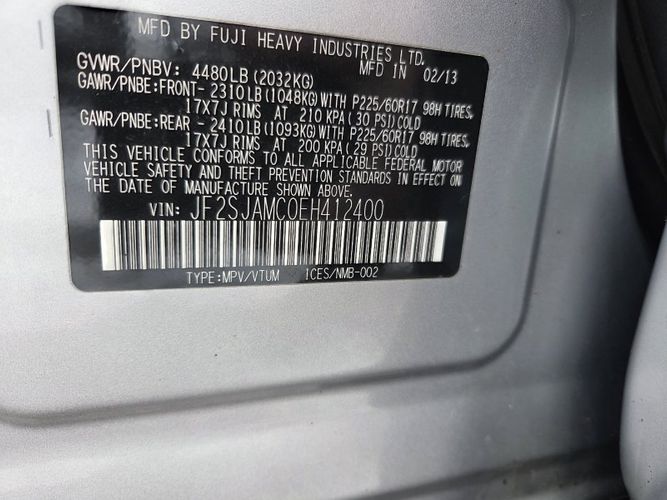 MFD BY FUJI HEAVY INDUSTRIES LTD.
GVWR/PNBV: 4480LB(2032KG) MFD IN 02/13
GAWR/PNBE:FRONT-2310LB(1048KG)WITH P225/60R17 98H TIRES,
17X7J RIMS AT 210 KPA(30 PSI)COLD
GAWR/PNBE:REAR -2410LB(1093KG)WITH P225/60R17 98H TIRES,
17X7J RIMS AT 200 KPA(29 PSI)COLD
THIS VEHICLE CONFORMS TO ALL APPLICABLE FEDERAL MOTOR
VEHICLE SAFETY AND THEFT PREVENTION STANDARDS IN EFFECT ON
THE DATE OF MANUFACTURE SHOWN ABOVE.
VIN: JF2SJAMC0EH412400
TYPE:MPV/VTUM ICES/NMB-002